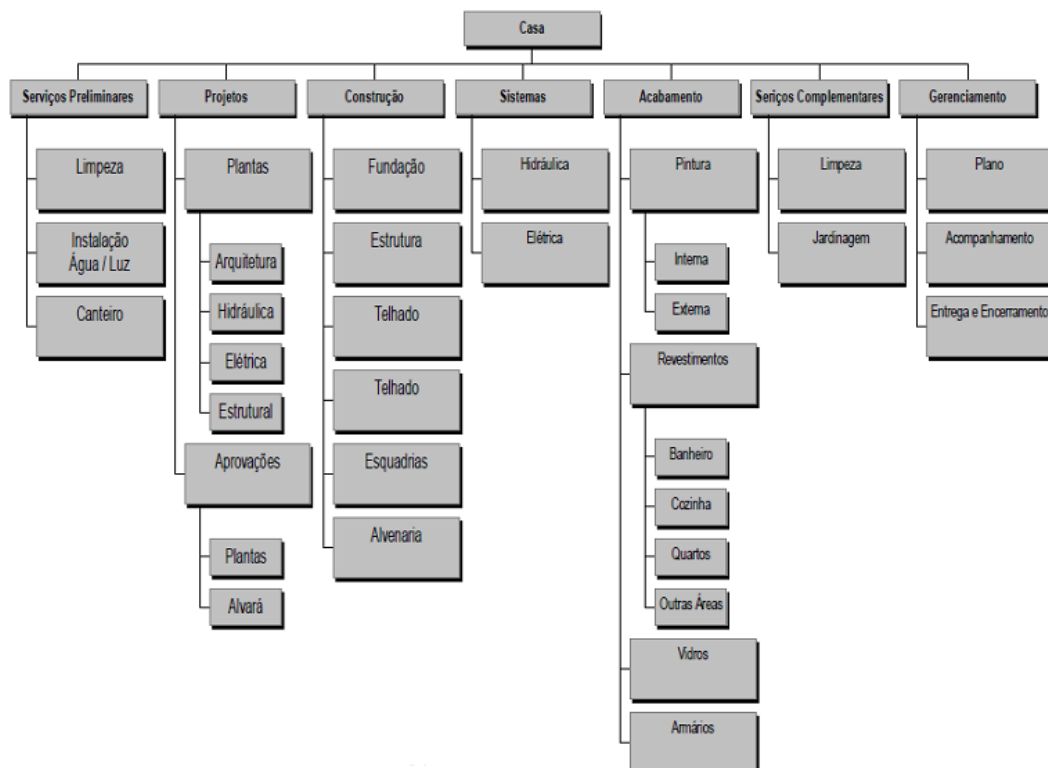 Casa
Serviços Preliminares
Projetos
Construção
Sistemas
Acabamento
Seriços Complementares
Gerenciamento
Limpeza
Instalação
Água / Luz
Canteiro
Plantas
Arquitetura
Hidráulica
Elétrica
Estrutural
Aprovações
Plantas
Alvará
Fundação
Estrutura
Telhado
Telhado
Esquadrias
Alvenaria
Hidráulica
Elétrica
Pintura
Interna
Externa
Revestimentos
Banheiro
Cozinha
Quartos
Outras Áreas
Vidros
Armários
Limpeza
Jardinagem
Plano
Acompanhamento
Entrega e Encerramento